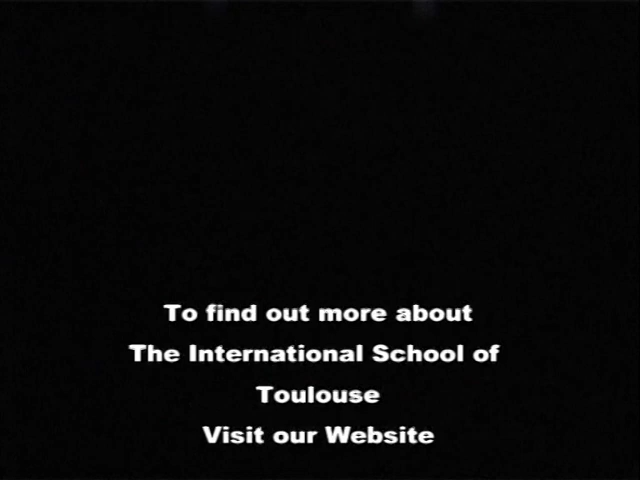 To find out more about
The International School of
Toulouse
Visit our Website